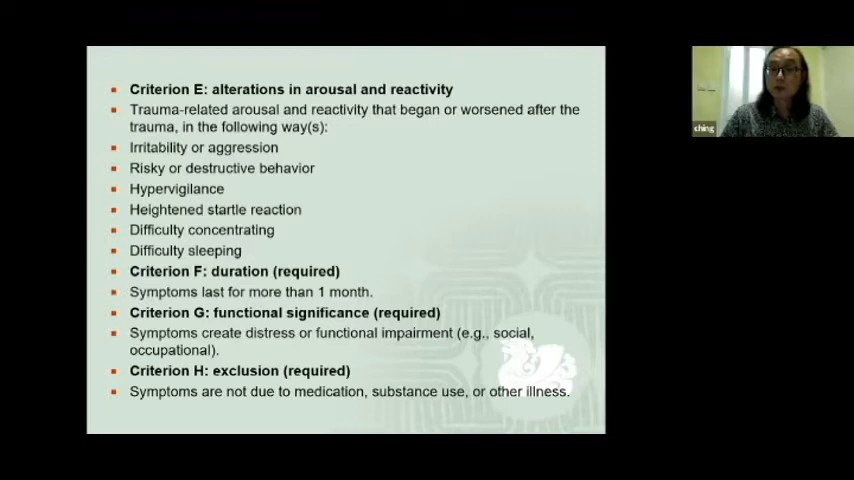 Criterion E: alterations in arousal and reactivity
Trauma-related arousal and reactivity that began or worsened after the
trauma, in the following way(s):
Irritability or aggression
Risky or destructive behavior
Hypervigilance
Heightened startle reaction
Difficulty concentrating
Difficulty sleeping
Criterion F: duration (required)
Symptoms last for more than 1 month.
Criterion G: functional significance (required)
Symptoms create distress or functional impairment (e.g., social,
occupational).
Criterion H: exclusion (required)
Symptoms are not due to medication, substance use, or other illness.
ching